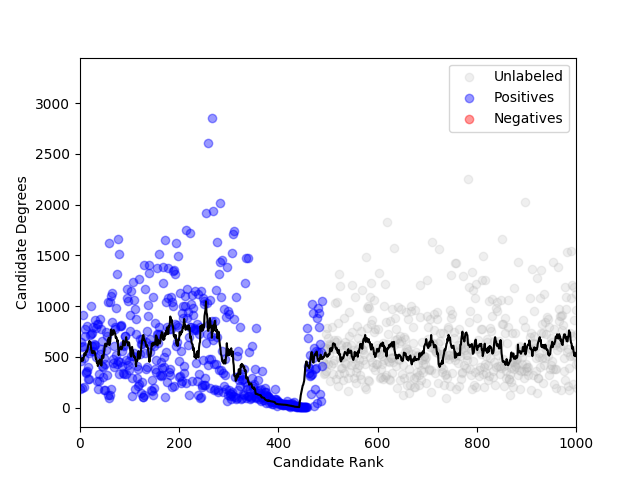 Unlabeled
Positives
Negatives
3000
2500
2000
1500
1000
500
0
Candidate Degrees
0 200 400 600 800 1000
Candidate Rank